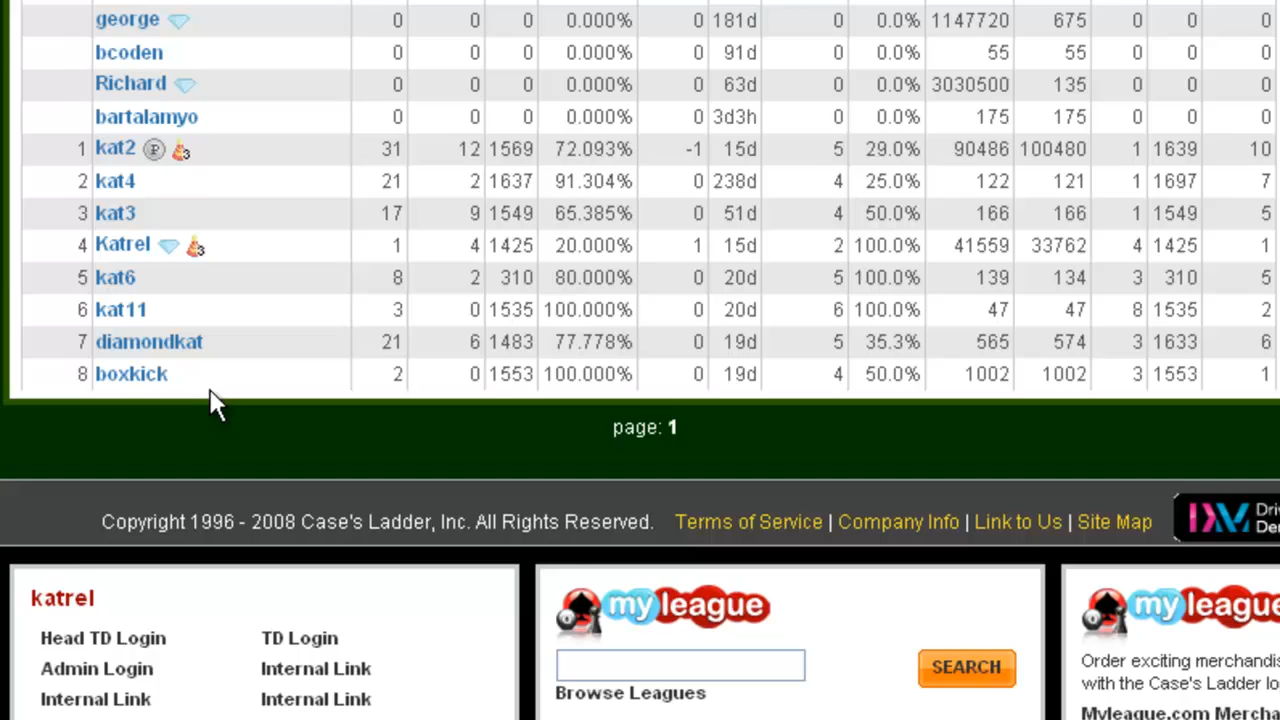 george 0 0 0 0.000% 0 181d 0 0.0% 1147720 675 0 0 0
bcoden 0 0 0 0.000% 0 91d 0 0.0% 55 55 0 0 0
Richard 0 0 0 0.000% 0 63d 0 0.0% 3030500 135 0 0 0
bartalamyo 0 0 0 0.000% 0 3d3h 0 0.0% 175 175 0 0 0
1 kat2 P 3 31 12 1569 72.093% -1 15d 5 29.0% 90486 100480 1 1639 10
2 kat4 21 2 1637 91.304% 0 238d 4 25.0% 122 121 1 1697 7
3 kat3 17 9 1549 65.385% 0 51d 4 50.0% 166 166 1 1549 5
4 Katrel 3 1 4 1425 20.000% 1 15d 2 100.0% 41559 33762 4 1425 1
5 kat6 8 2 310 80.000% 0 20d 5 100.0% 139 134 3 310 5
6 kat11 3 0 1535 100.000% 0 20d 6 100.0% 47 47 8 1535 2
7 diamondkat 21 6 1483 77.778% 0 19d 5 35.3% 565 574 3 1633 6
8 boxkick 2 0 1553 100.000% 0 19d 4 50.0% 1002 1002 3 1553 1
page: 1
Copyright 1996 - 2008 Case's Ladder, Inc. All Rights Reserved. Terms of Service | Company Info | Link to Us | Site Map
katrel
Head TD Login TD Login
Admin Login Internal Link
Internal Link Internal Link
myleague
SEARCH
Browse Leagues
myleague
Order exciting merchandis
with the Case's Ladder lo
Myleague.com Mercha